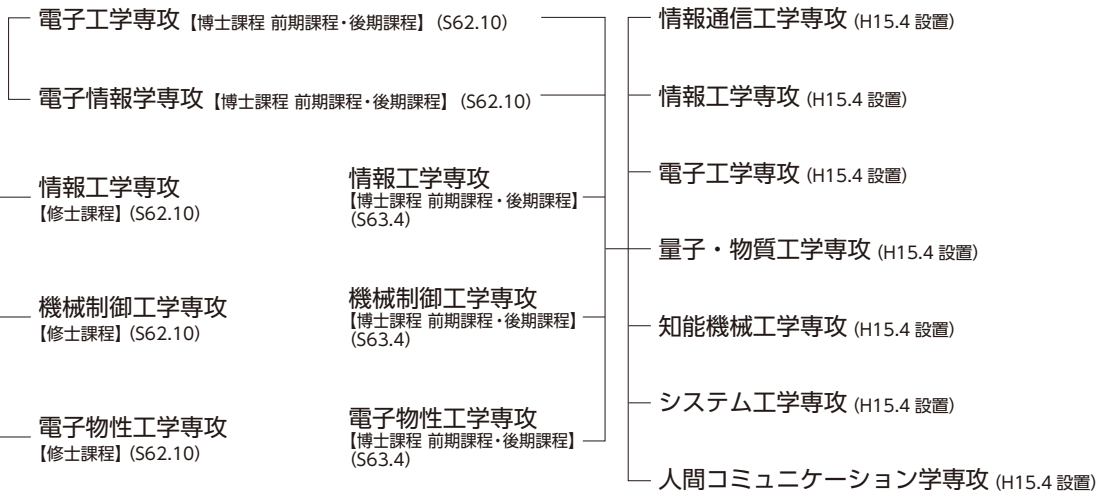 電子工学専攻【博士課程 前期課程・後期課程】(S62.10)
電子情報学専攻【博士課程 前期課程・後期課程】(S62.10)
情報工学専攻
【修士課程】(S62.10)
情報工学専攻
【博士課程 前期課程・後期課程】
(S63.4)
機械制御工学専攻
【修士課程】(S62.10)
機械制御工学専攻
【博士課程 前期課程・後期課程】
(S63.4)
電子物性工学専攻
【修士課程】(S62.10)
電子物性工学専攻
【博士課程 前期課程・後期課程】
(S63.4)
情報通信工学専攻 (H15.4 設置)
情報工学専攻 (H15.4 設置)
電子工学専攻 (H15.4 設置)
量子・物質工学専攻 (H15.4 設置)
知能機械工学専攻 (H15.4 設置)
システム工学専攻 (H15.4 設置)
人間コミュニケーション学専攻 (H15.4 設置)